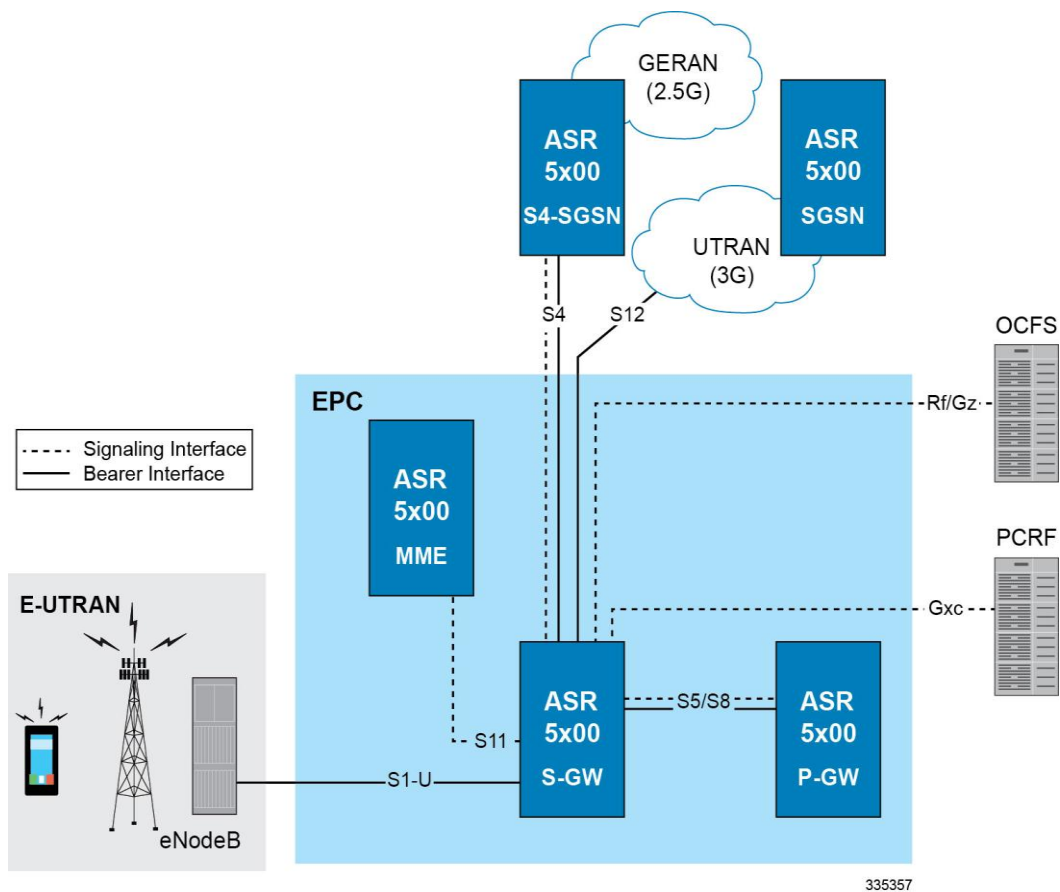 GERAN
(2.5G)
ASR
5x00
S4-SGSN
ASR
5x00
SGSN
UTRAN
(3G)
S4
S12
OCFS
EPC
Rf/Gz
Signaling Interface
Bearer Interface
ASR
5x00
MME
PCRF
E-UTRAN
Gxc
ASR
5x00
S-GW
S5/S8
ASR
5x00
P-GW
S11
S1-U
eNodeB
335357